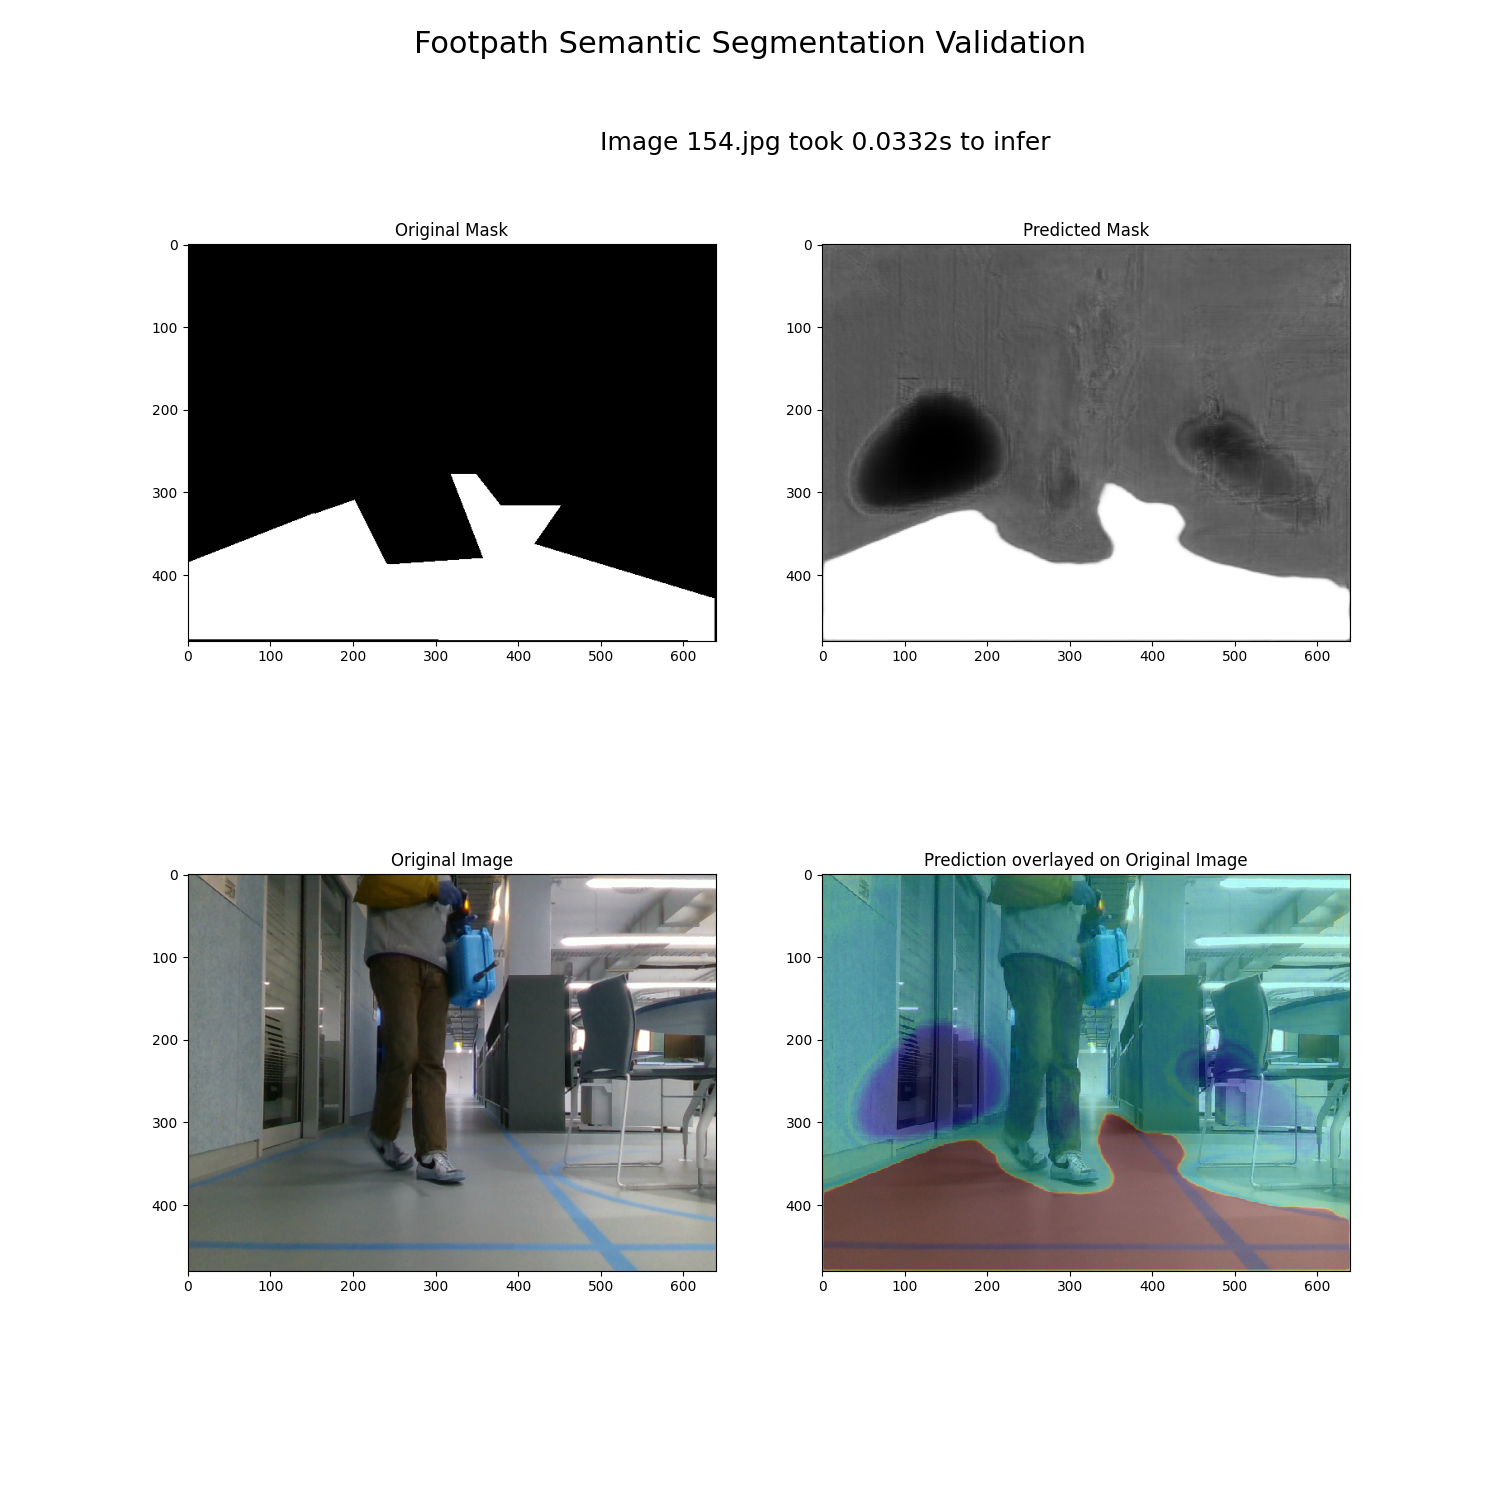 Footpath Semantic Segmentation Validation
Image 154.jpg took 0.0332s to infer
Original Mask
0
100
200
300
400
0 100 200 300 400 500 600
Predicted Mask
0
100
200
300
400
0 100 200 300 400 500 600
Original Image
0
100
200
300
400
0 100 200 300 400 500 600
Prediction overlayed on Original Image
0
100
200
300
400
0 100 200 300 400 500 600